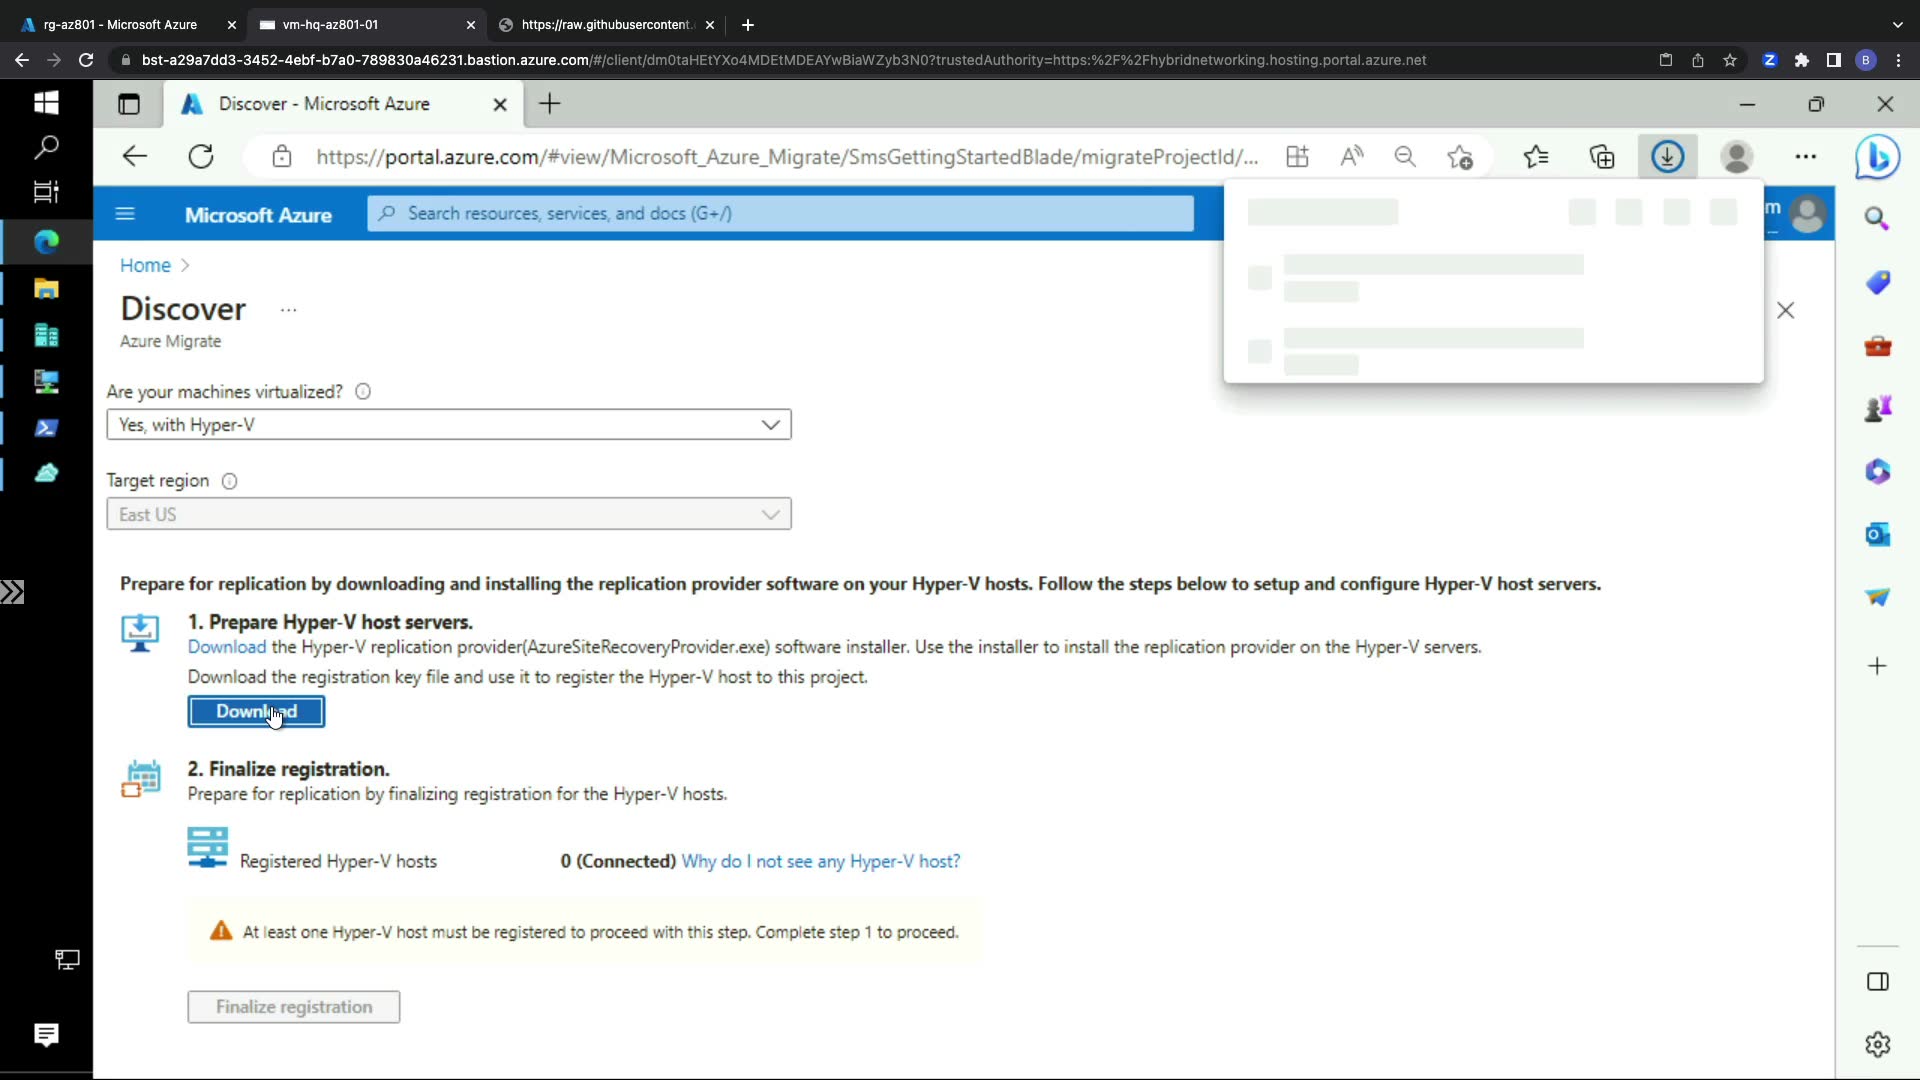 rg-az801 - Microsoft Azure
vm-hq-az801-01
https://raw.githubusercontent.
bst-a29a7dd3-3452-4ebf-b7a0-789830a46231.bastion.azure.com/#/client/dm0taHEtYXo4MDEtMDEAYwBiaWZyb3N0?trustedAuthority=https:%2F%2Fhybridnetworking.hosting.portal.azure.net
B
Discover - Microsoft Azure
https://portal.azure.com/#view/Microsoft_Azure_Migrate/SmsGettingStartedBlade/migrateProjectId/...
Microsoft Azure
Search resources, services, and docs (G+/)
m
Home >
Discover ...
Azure Migrate
Are your machines virtualized?
Yes, with Hyper-V
Target region
East US
Prepare for replication by downloading and installing the replication provider software on your Hyper-V hosts. Follow the steps below to setup and configure Hyper-V host servers.
1. Prepare Hyper-V host servers.
Download the Hyper-V replication provider(AzureSiteRecoveryProvider.exe) software installer. Use the installer to install the replication provider on the Hyper-V servers.
Download the registration key file and use it to register the Hyper-V host to this project.
Download
2. Finalize registration.
Prepare for replication by finalizing registration for the Hyper-V hosts.
Registered Hyper-V hosts
0 (Connected) Why do I not see any Hyper-V host?
At least one Hyper-V host must be registered to proceed with this step. Complete step 1 to proceed.
Finalize registration